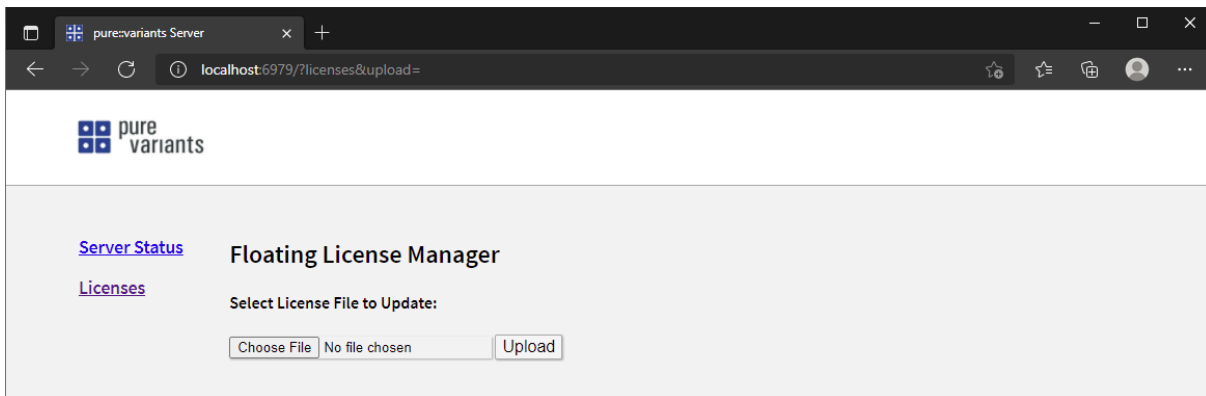 pure::variants Server
localhost:6979/?licenses&upload=
pure
variants
Server Status
Floating License Manager
Licenses
Select License File to Update:
Choose File No file chosen Upload